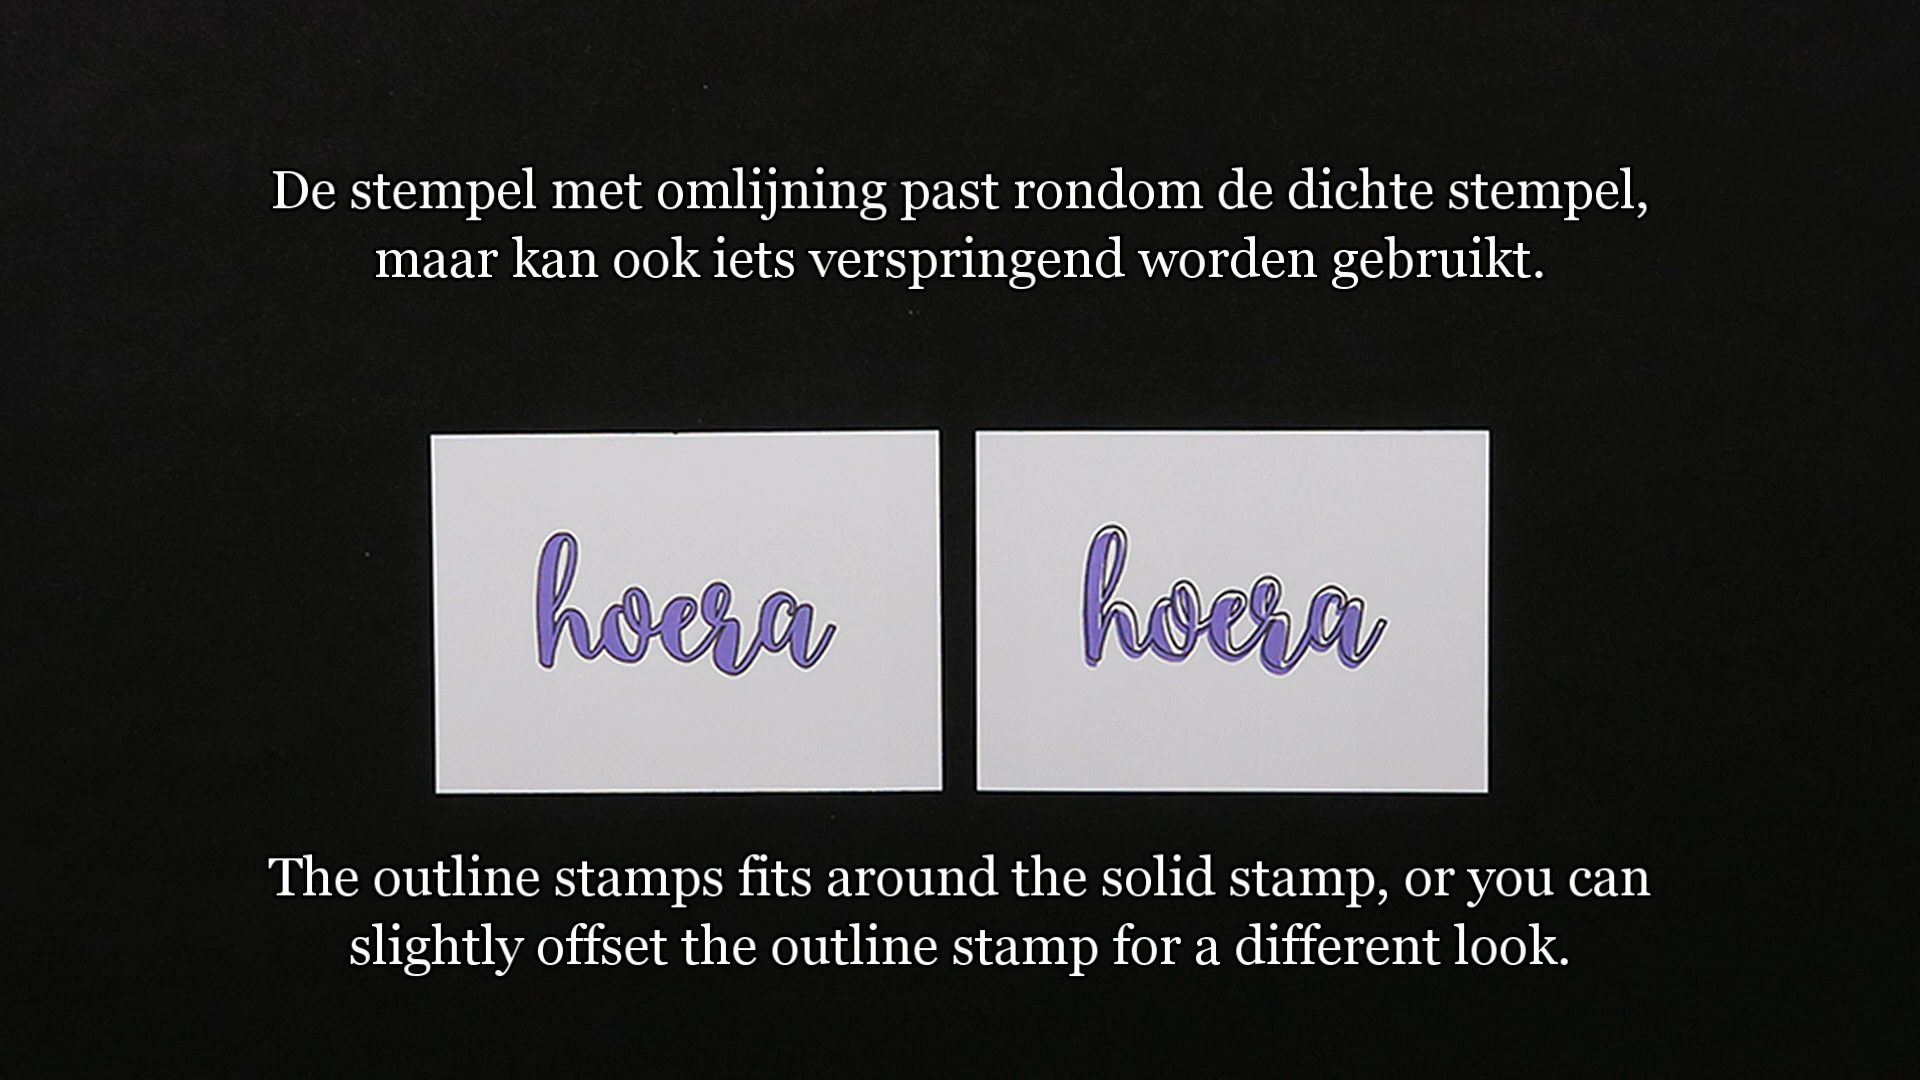 De stempel met omlijning past rondom de dichte stempel,
maar kan ook iets verspringend worden gebruikt.
hoera
hoera
The outline stamps fits around the solid stamp, or you can
slightly offset the outline stamp for a different look.